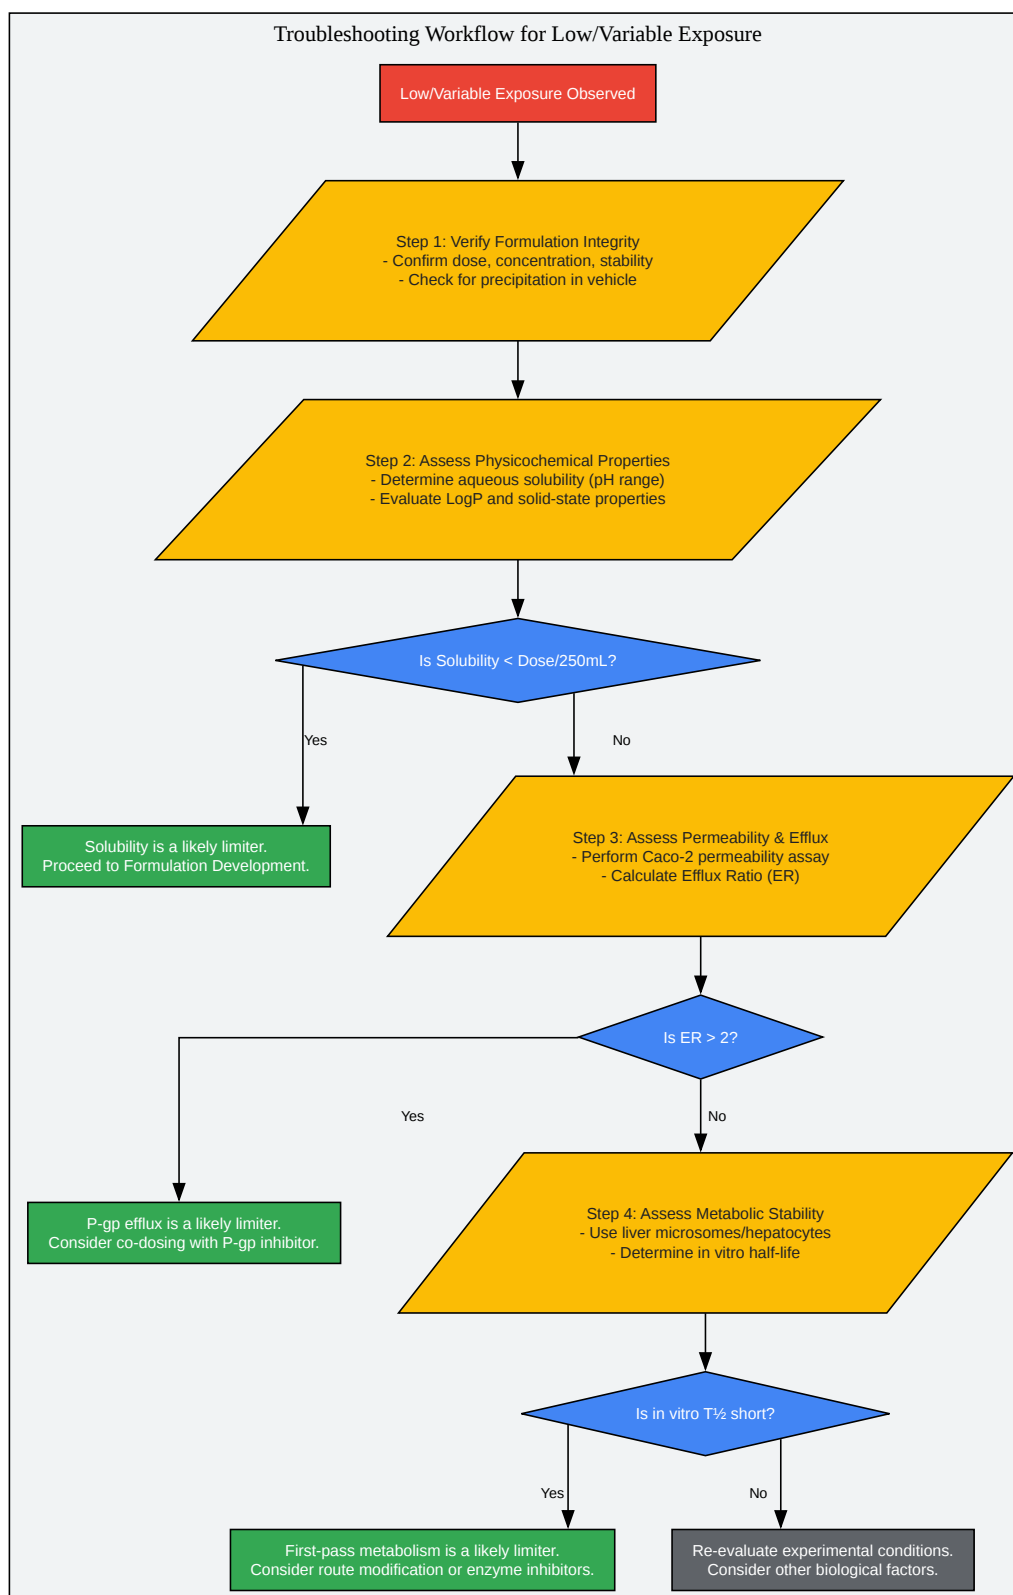 Troubleshooting Workflow for Low/Variable Exposure
Low/Variable Exposure Observed
Step 1: Verify Formulation Integrity
- Confirm dose, concentration, stability
- Check for precipitation in vehicle
Step 2: Assess Physicochemical Properties
- Determine aqueous solubility (pH range)
- Evaluate LogP and solid-state properties
Is Solubility < Dose/250mL?
Yes
No
Solubility is a likely limiter.
Proceed to Formulation Development.
Step 3: Assess Permeability & Efflux
- Perform Caco-2 permeability assay
- Calculate Efflux Ratio (ER)
Is ER > 2?
Yes
No
P-gp efflux is a likely limiter.
Consider co-dosing with P-gp inhibitor.
Step 4: Assess Metabolic Stability
- Use liver microsomes/hepatocytes
- Determine in vitro half-life
Is in vitro T½ short?
Yes
No
First-pass metabolism is a likely limiter.
Consider route modification or enzyme inhibitors.
Re-evaluate experimental conditions.
Consider other biological factors.